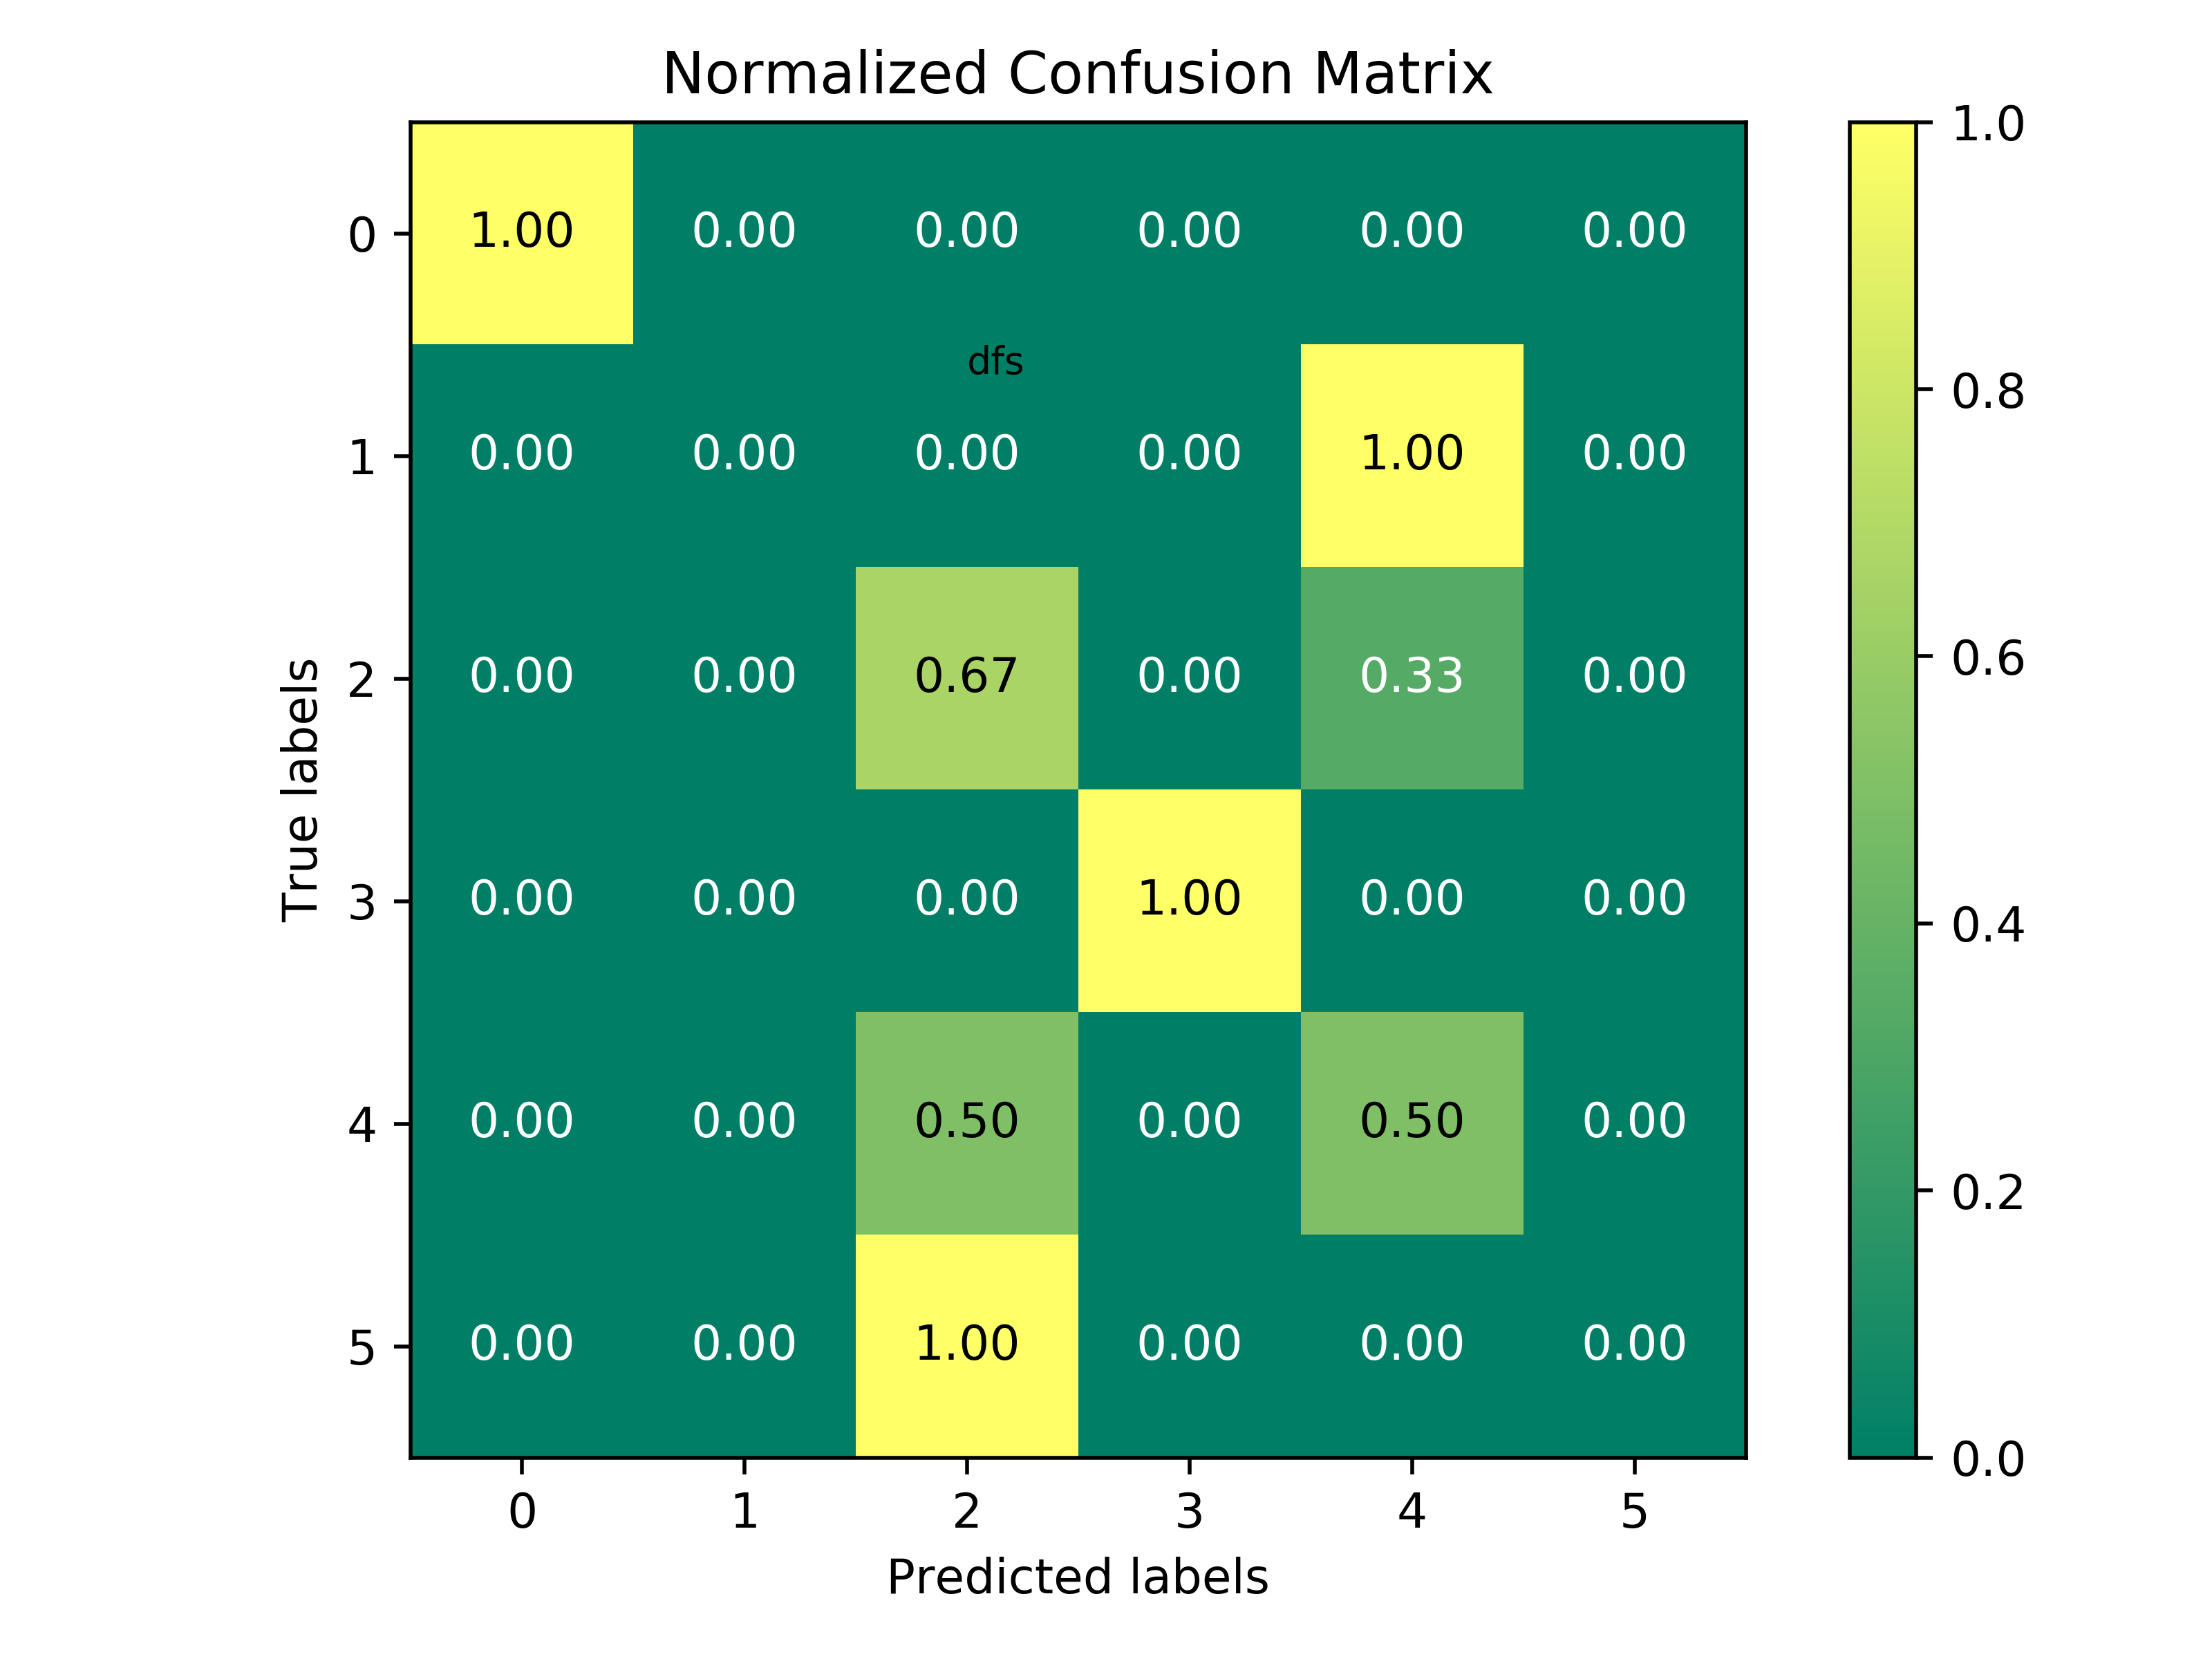 Normalized Confusion Matrix
1.0
0 1.00 0.00 0.00 0.00 0.00 0.00
dfs
0.8
1 0.00 0.00 0.00 0.00 1.00 0.00
0.6
2 0.00 0.00 0.67 0.00 0.33 0.00
True labels
3 0.00 0.00 0.00 1.00 0.00 0.00
0.4
4 0.00 0.00 0.50 0.00 0.50 0.00
0.2
5 0.00 0.00 1.00 0.00 0.00 0.00
0.0
0 1 2 3 4 5
Predicted labels